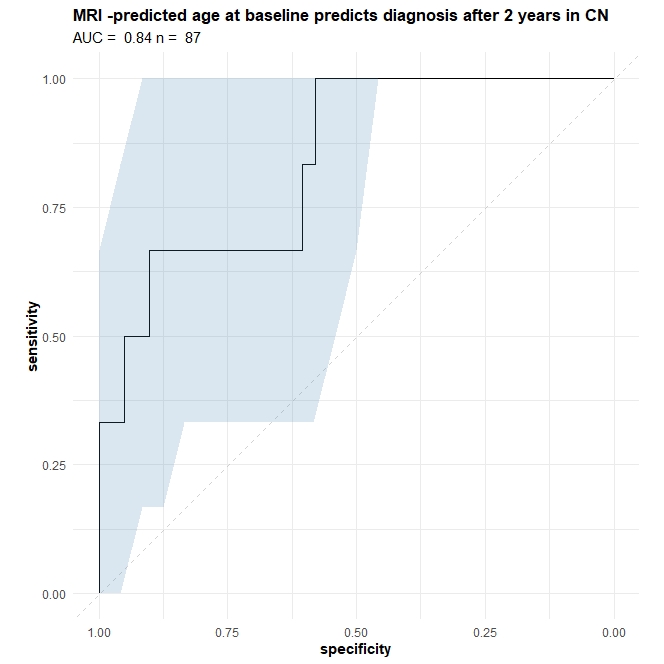 MRI -predicted age at baseline predicts diagnosis after 2 years in CN
AUC =  0.84 n =  87
1.00
0.75
0.50
0.25
0.00
sensitivity
1.00
0.75
0.50
0.25
0.00
specificity